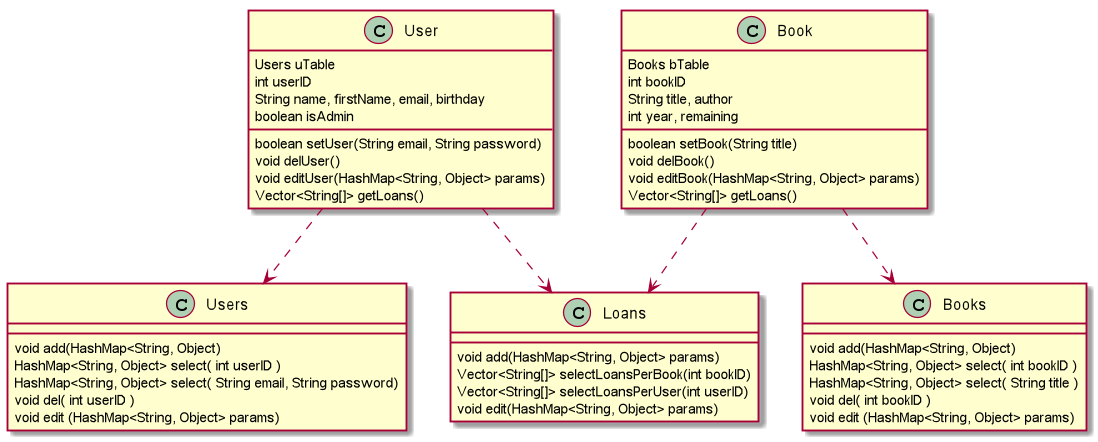 C User
Users uTable
int userID
String name, firstName, email, birthday
boolean isAdmin
boolean setUser(String email, String password)
void delUser()
void editUser(HashMap<String, Object> params)
Vector<String[]> getLoans()
C Book
Books bTable
int bookID
String title, author
int year, remaining
boolean setBook(String title)
void delBook()
void editBook(HashMap<String, Object> params)
Vector<String[]> getLoans()
C Users
void add(HashMap<String, Object)
HashMap<String, Object> select( int userID )
HashMap<String, Object> select( String email, String password)
void del( int userID )
void edit (HashMap<String, Object> params)
C Loans
void add(HashMap<String, Object> params)
Vector<String[]> selectLoansPerBook(int bookID)
Vector<String[]> selectLoansPerUser(int userID)
void edit(HashMap<String, Object> params)
C Books
void add(HashMap<String, Object)
HashMap<String, Object> select( int bookID )
HashMap<String, Object> select( String title )
void del( int bookID )
void edit (HashMap<String, Object> params)